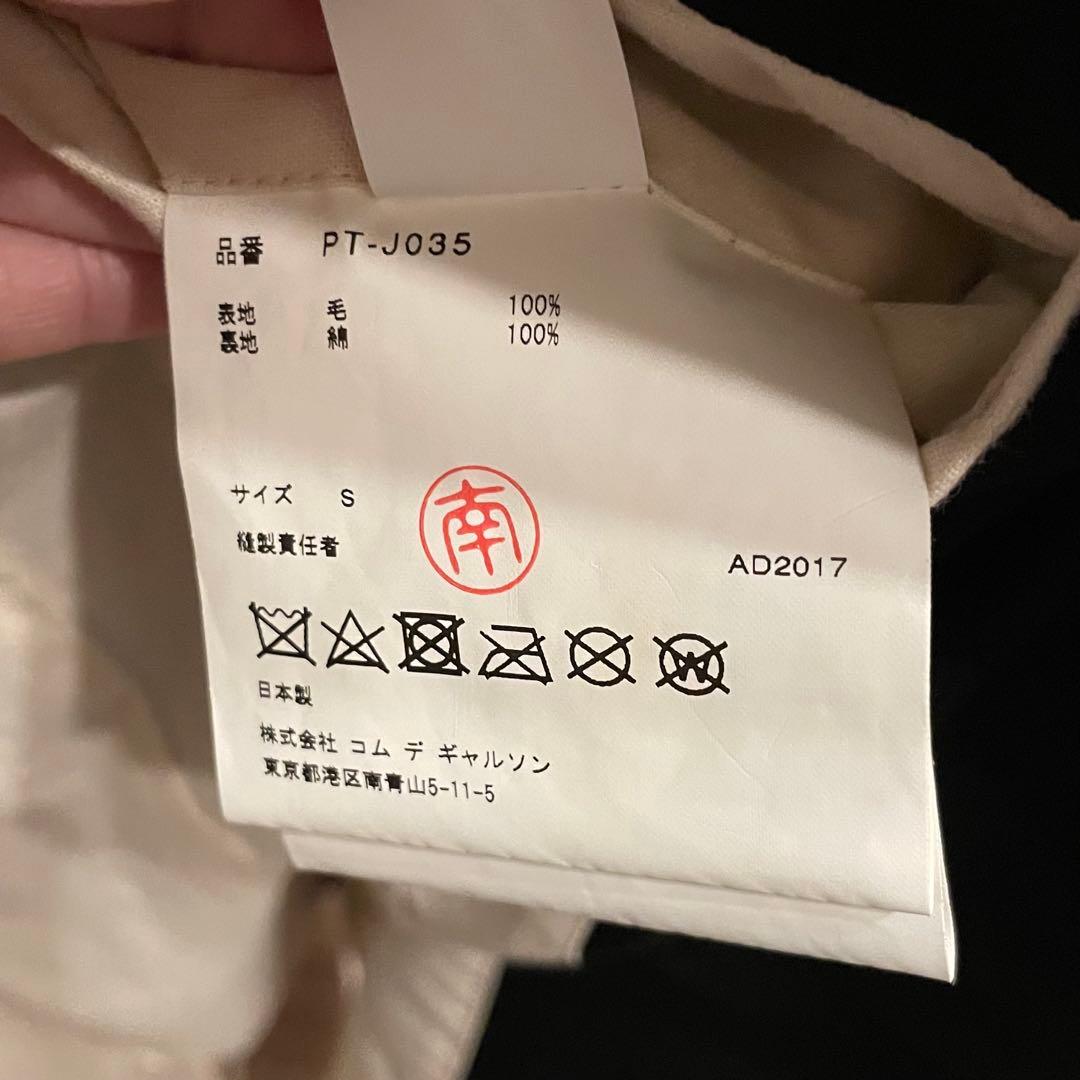 品番 PT-J035
表地 毛 100%
裏地 綿 100%
サイズ S
縫製責任者 南 AD2017
W
日本製
株式会社 コム デ ギャルソン
東京都港区南青山5-11-5